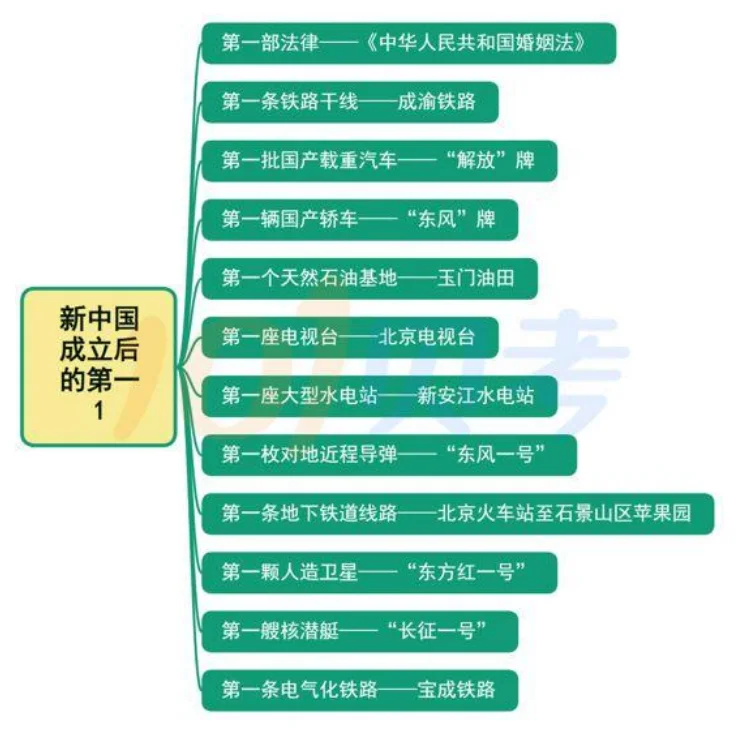 第一部法律——《中华人民共和国婚姻法》
第一条铁路干线——成渝铁路
第一批国产载重汽车——“解放”牌
第一辆国产轿车——“东风”牌
第一个天然石油基地——玉门油田
第一座电视台——北京电视台
第一座大型水电站——新安江水电站
第一枚对地近程导弹——“东风一号”
第一条地下铁道线路——北京火车站至石景山区苹果园
第一颗人造卫星——“东方红一号”
第一艘核潜艇——“长征一号”
第一条电气化铁路——宝成铁路
新中国
成立后
的第一
1